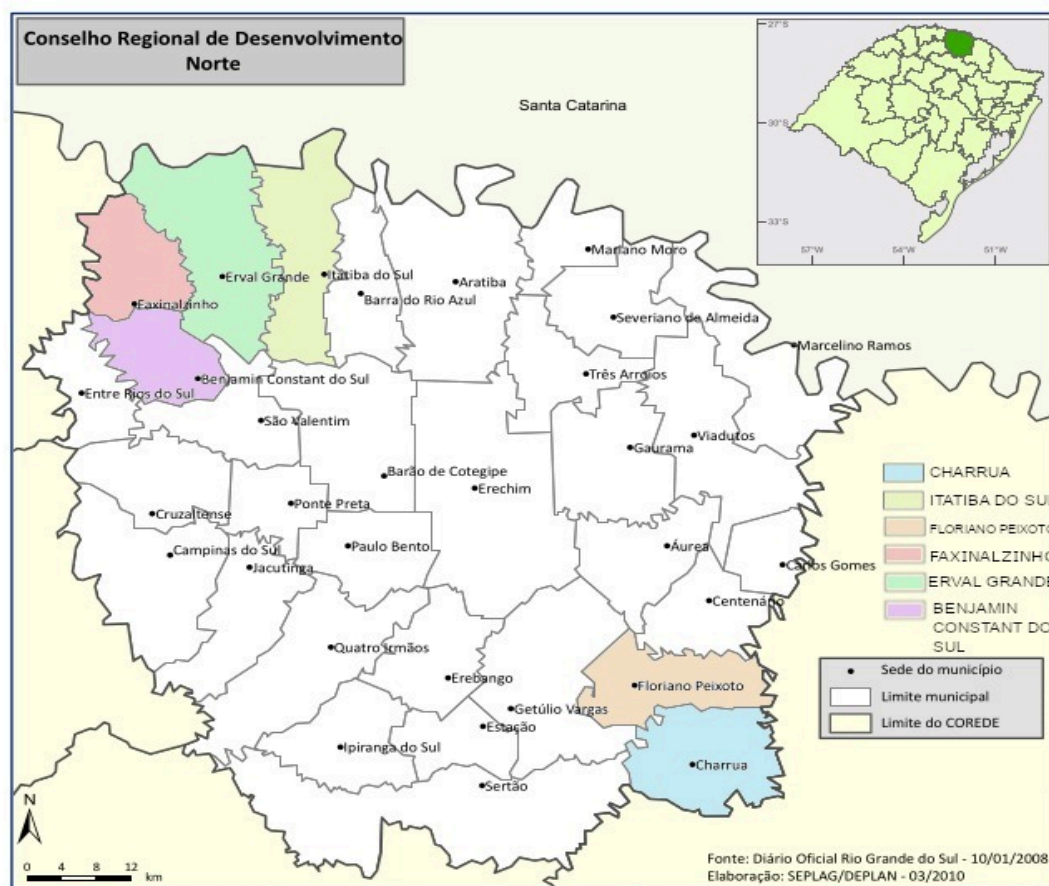 Conselho Regional de Desenvolvimento
Norte
Santa Catarina
27°S
30°S
33°S
57°W
54°W
51°W
Mariano Moro
Erval Grande
Itatiba do Sul
Aratiba
Barra do Rio Azul
Faxinalzinho
Severiano de Almeida
Marcelino Ramos
Três Arroios
Benjamin Constant do Sul
Entre Rios do Sul
São Valentim
Viadutos
Gaurama
Barão de Cotegipe
Erechim
Ponte Preta
Cruzaltense
Paulo Bento
Áurea
Campinas do Sul
Jacutinga
Carlos Gomes
Centenário
Quatro Irmãos
Erebango
Floriano Peixoto
Getúlio Vargas
Estação
Ipiranga do Sul
Charrua
Sertão
CHARRUA
ITATIBA DO SUL
FLORIANO PEIXOTO
FAXINALZINHO
ERVAL GRANDE
BENJAMIN
CONSTANT DO
SUL
Sede do município
Limite municipal
Limite do COREDE
N
0 4 8 12
km
Fonte: Diário Oficial Rio Grande do Sul - 10/01/2008
Elaboração: SEPLAG/DEPLAN - 03/2010